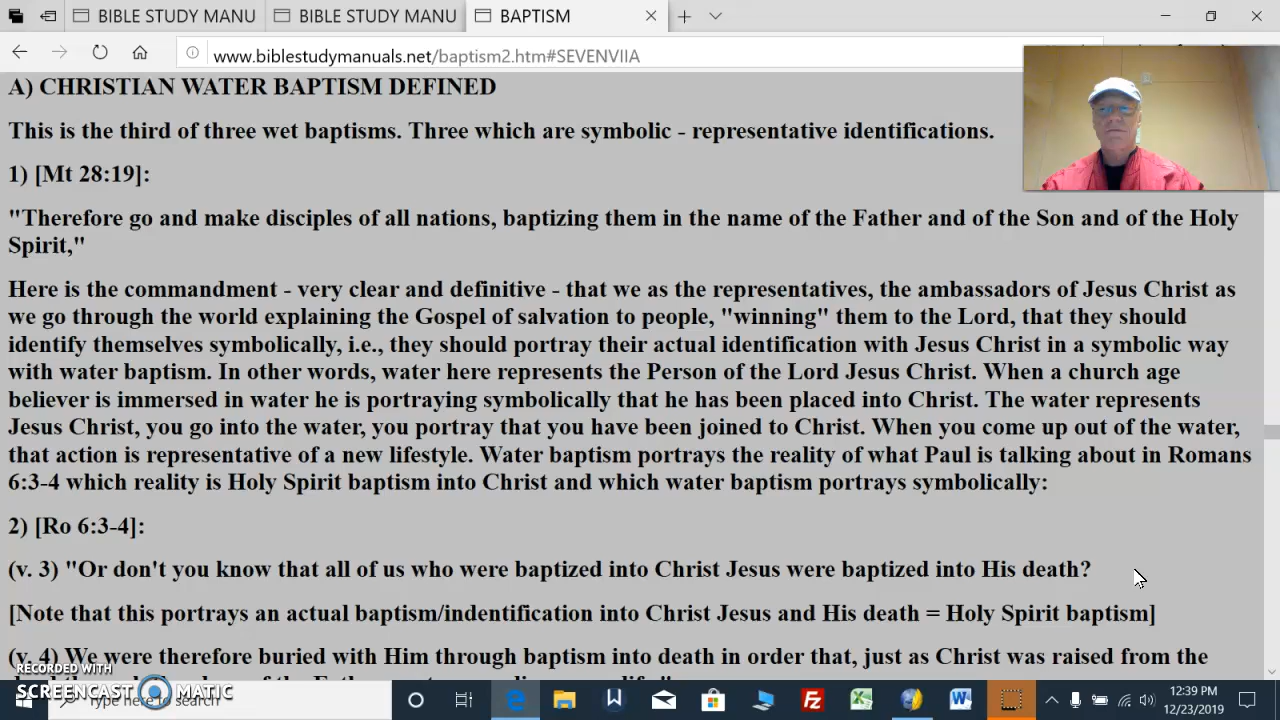 BIBLE STUDY MANU
BIBLE STUDY MANU
BAPTISM
www.biblestudymanuals.net/baptism2.htm#SEVENVIIA
A) CHRISTIAN WATER BAPTISM DEFINED
This is the third of three wet baptisms. Three which are symbolic - representative identifications.
1) [Mt 28:19]:
"Therefore go and make disciples of all nations, baptizing them in the name of the Father and of the Son and of the Holy
Spirit,"
Here is the commandment - very clear and definitive - that we as the representatives, the ambassadors of Jesus Christ as
we go through the world explaining the Gospel of salvation to people, "winning" them to the Lord, that they should
identify themselves symbolically, i.e., they should portray their actual identification with Jesus Christ in a symbolic way
with water baptism. In other words, water here represents the Person of the Lord Jesus Christ. When a church age
believer is immersed in water he is portraying symbolically that he has been placed into Christ. The water represents
Jesus Christ, you go into the water, you portray that you have been joined to Christ. When you come up out of the water,
that action is representative of a new lifestyle. Water baptism portrays the reality of what Paul is talking about in Romans
6:3-4 which reality is Holy Spirit baptism into Christ and which water baptism portrays symbolically:
2) [Ro 6:3-4]:
(v. 3) "Or don't you know that all of us who were baptized into Christ Jesus were baptized into His death?
[Note that this portrays an actual baptism/indentification into Christ Jesus and His death = Holy Spirit baptism]
(v. 4) We were therefore buried with Him through baptism into death in order that, just as Christ was raised from the
RECORDED WITH
SCREENCAST MATIC
Type here to search
12:39 PM
12/23/2019